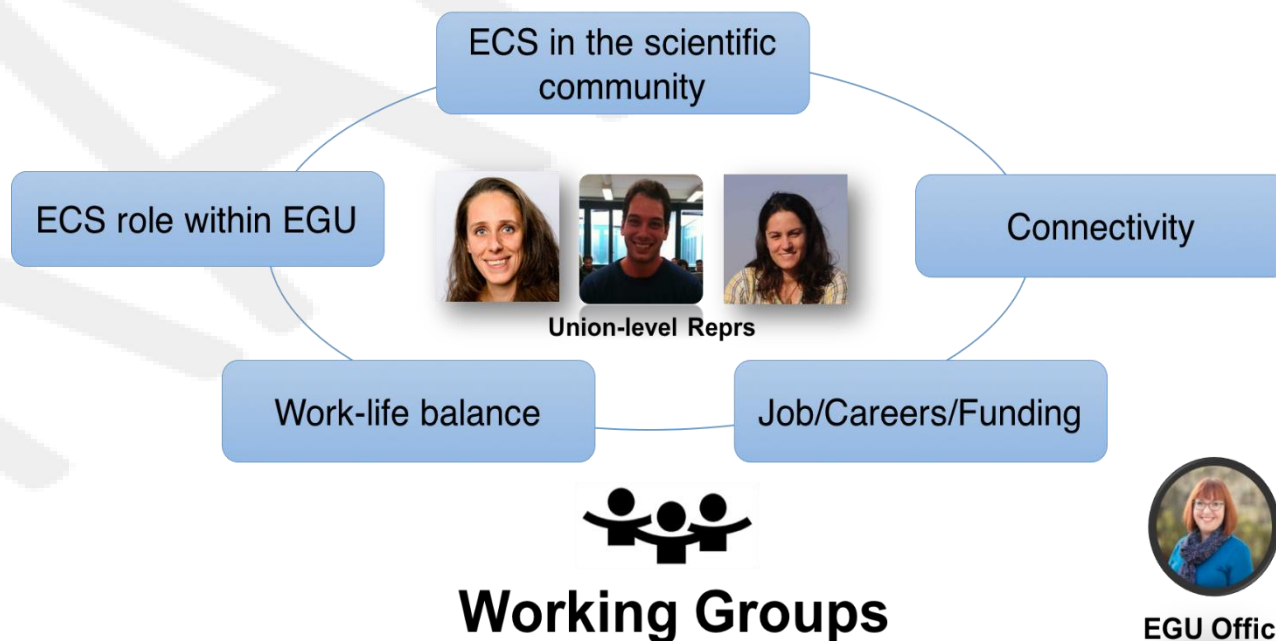 ECS in the scientific
community
ECS role within EGU
Connectivity
Union-level Reprs
Work-life balance
Job/Careers/Funding
Working Groups
EGU Offic